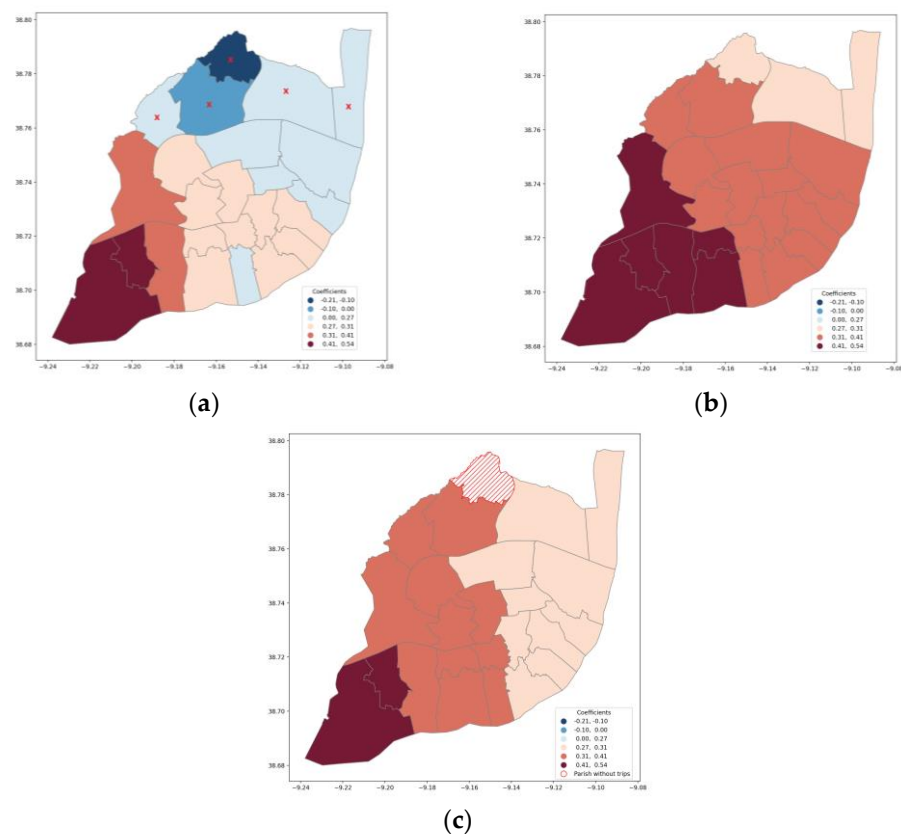 38.80
38.78
38.76
38.74
38.72
38.70
38.68
x
x
x
x
x
Coefficients
-0.21, -0.10
-0.10, 0.00
0.00, 0.27
0.27, 0.31
0.31, 0.41
0.41, 0.54
−9.24 −9.22 −9.20 −9.18 −9.16 −9.14 −9.12 −9.10 −9.08
(a)
38.80
38.78
38.76
38.74
38.72
38.70
38.68
Coefficients
-0.21, -0.10
-0.10, 0.00
0.00, 0.27
0.27, 0.31
0.31, 0.41
0.41, 0.54
−9.24 −9.22 −9.20 −9.18 −9.16 −9.14 −9.12 −9.10 −9.08
(b)
38.80
38.78
38.76
38.74
38.72
38.70
38.68
Coefficients
-0.21, -0.10
-0.10, 0.00
0.00, 0.27
0.27, 0.31
0.31, 0.41
0.41, 0.54
Parish without trips
−9.24 −9.22 −9.20 −9.18 −9.16 −9.14 −9.12 −9.10 −9.08
(c)